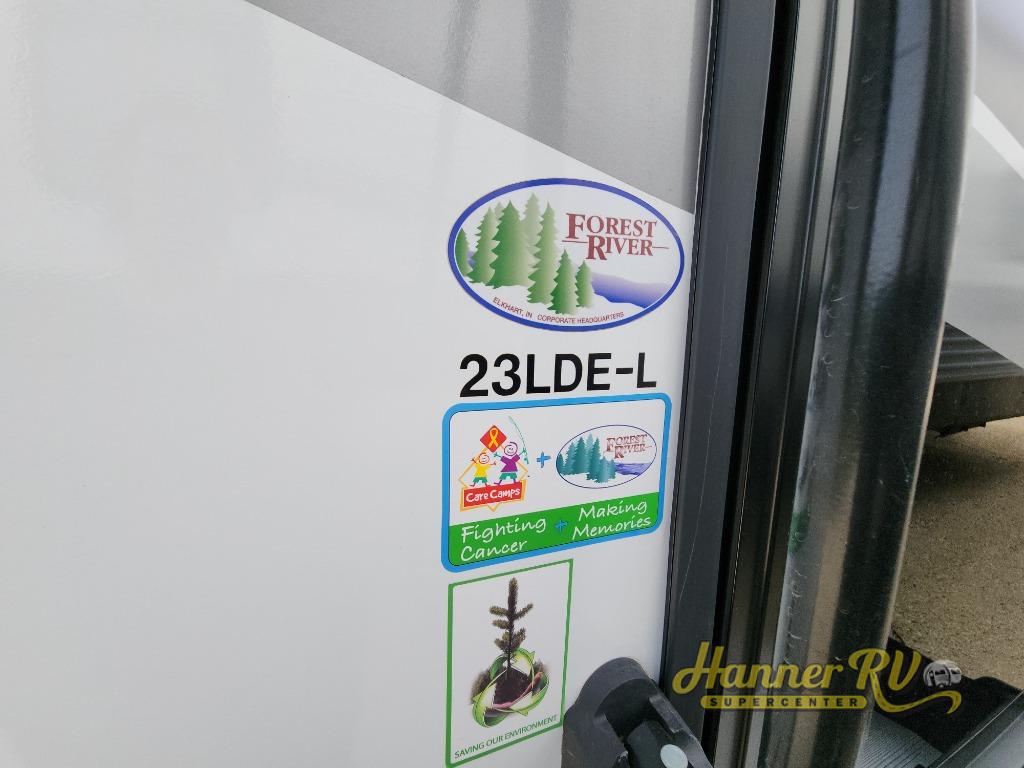 FOREST
RIVER
ELKHART, IN CORPORATE HEADQUARTERS
23LDE-L
Care Camps
+
FOREST
RIVER
Fighting Cancer + Making Memories
SAVING OUR ENVIRONMENT
Hanner RV
SUPERCENTER